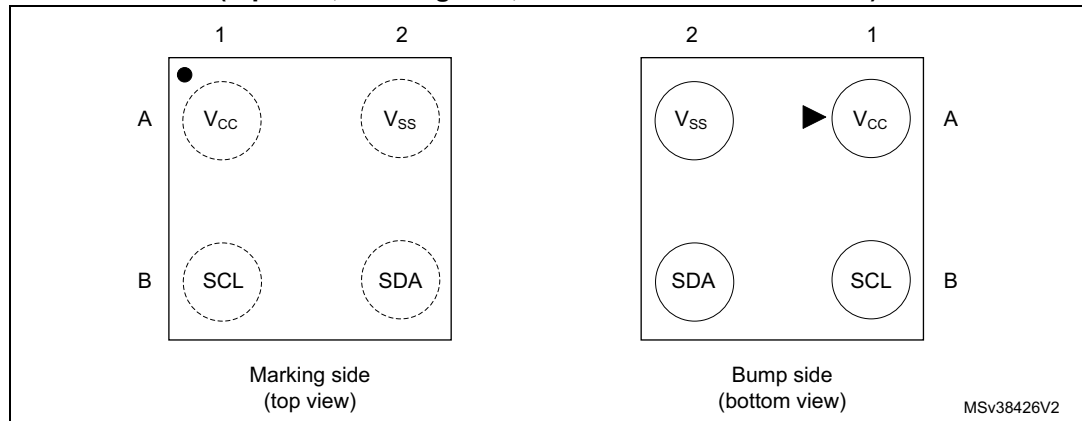 1 2 2 1
A VCC VSS VSS VCC A
B SCL SDA SDA SCL B
Marking side Bump side
(top view) (bottom view)
MSv38426V2